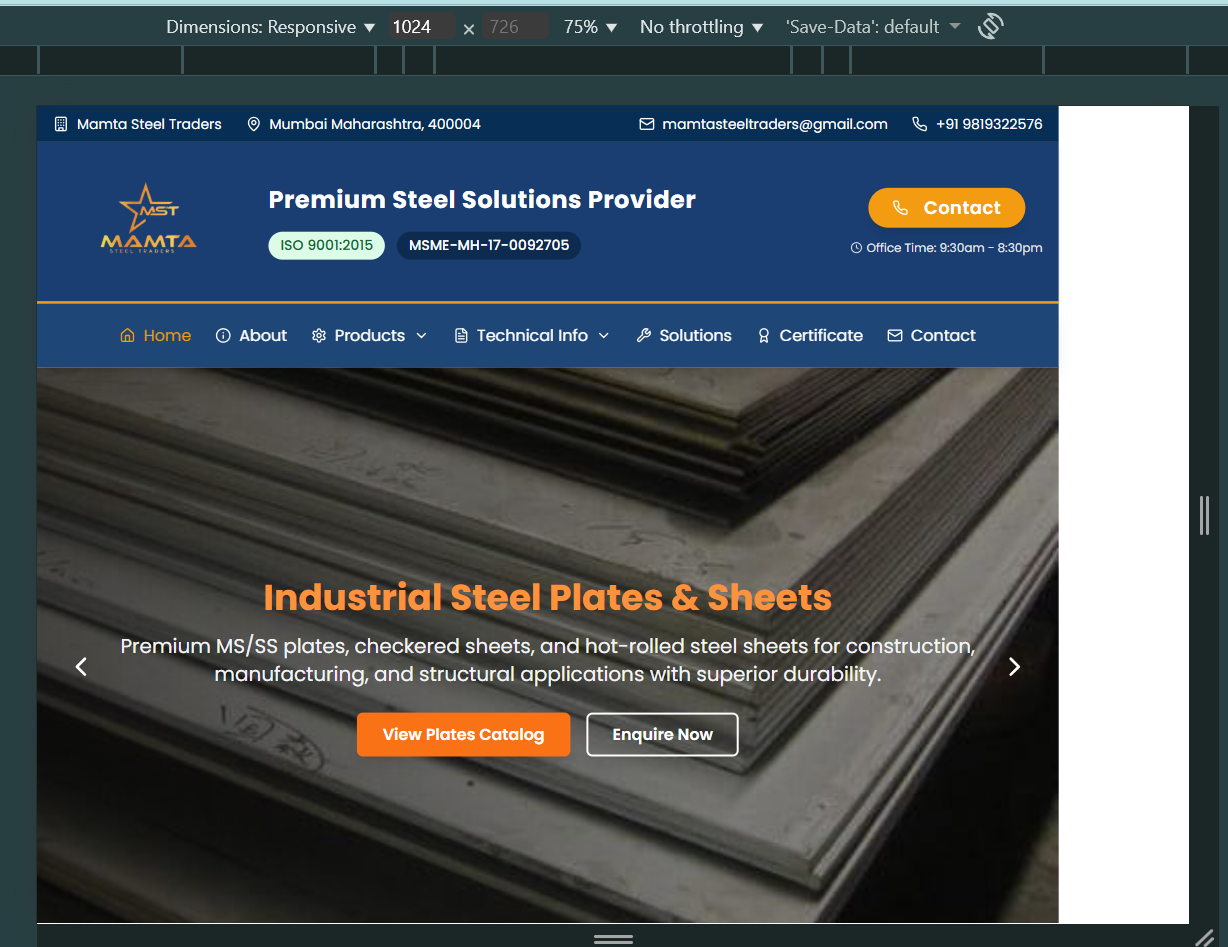 Dimensions: Responsive 1024 × 726 75% No throttling 'Save-Data': default
Mamta Steel Traders Mumbai Maharashtra, 400004 mamtasteeltraders@gmail.com +91 9819322576
MST
MAMTA
STEEL TRADERS
Premium Steel Solutions Provider
ISO 9001:2015 MSME-MH-17-0092705
Contact
Office Time: 9:30am - 8:30pm
Home About Products Technical Info Solutions Certificate Contact
Industrial Steel Plates & Sheets
Premium MS/SS plates, checkered sheets, and hot-rolled steel sheets for construction,
manufacturing, and structural applications with superior durability.
View Plates Catalog Enquire Now